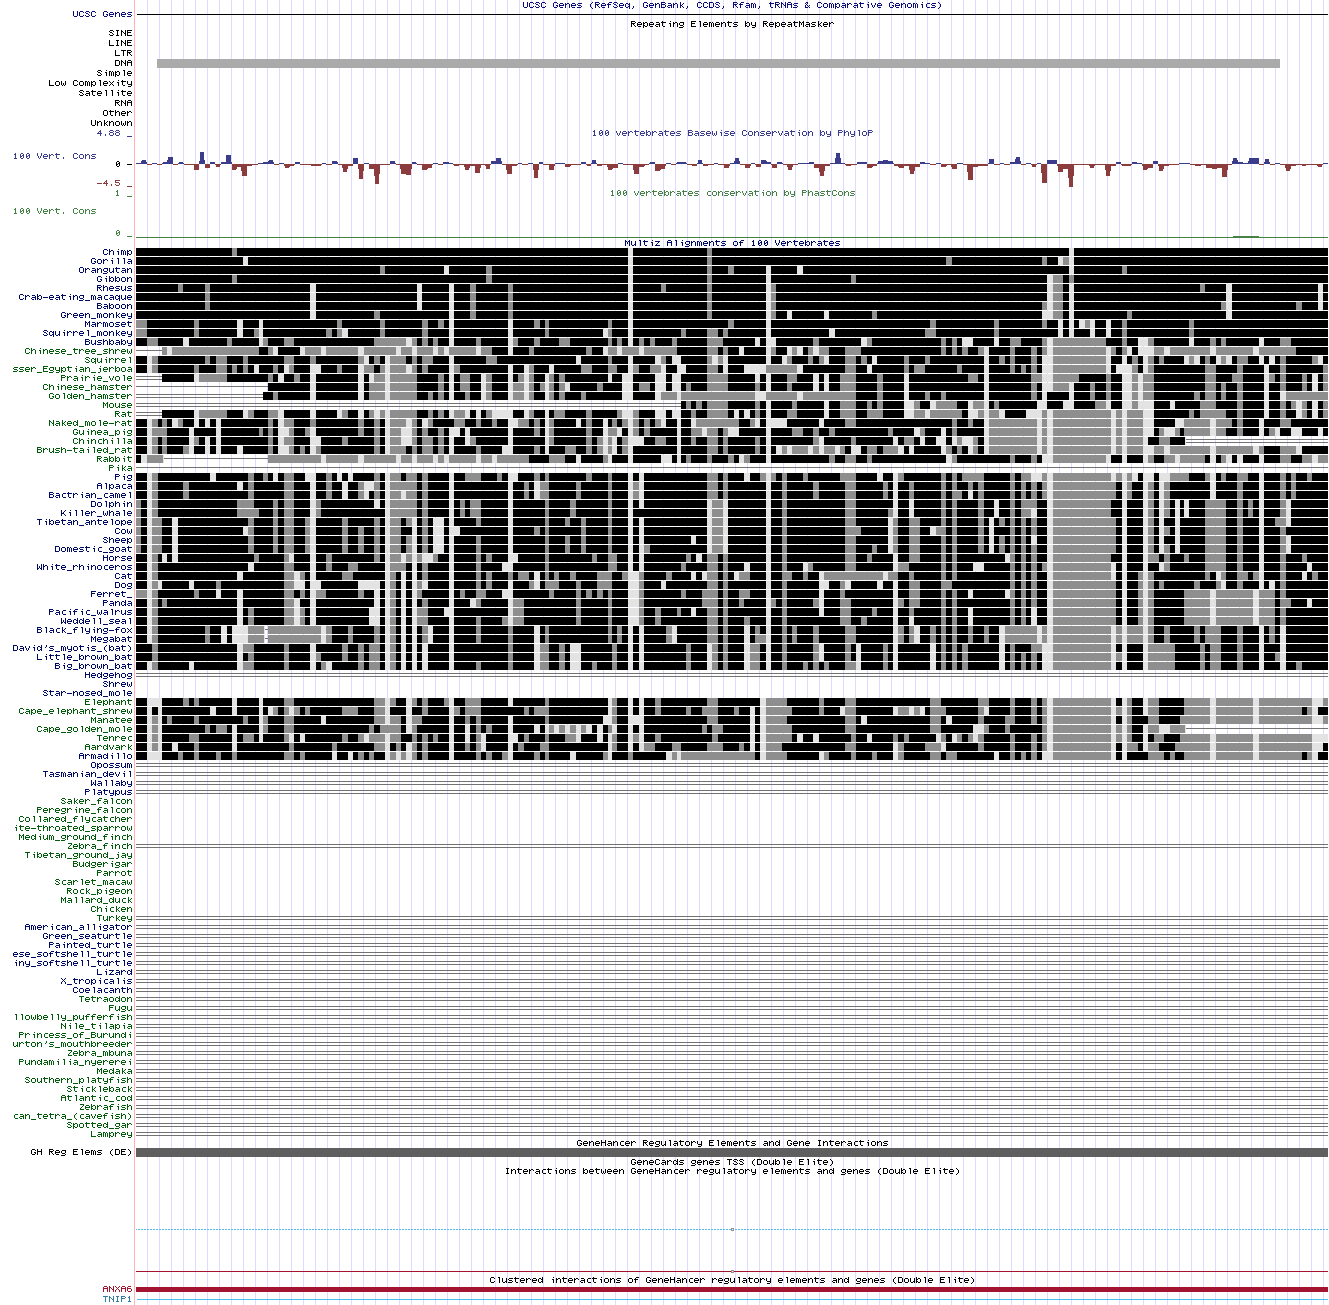 UCSC Genes (RefSeq, GenBank, CCDS, Rfam, tRNAs & Comparative Genomics)
UCSC Genes
Repeating Elements by RepeatMasker
SINE
LINE
LTR
DNA
Simple
Low Complexity
Satellite
RNA
Other
Unknown
4.88 _
100 vertebrates Basewise Conservation by PhyloP
100 Vert. Cons
0 -
-4.5 _
1 _
100 vertebrates conservation by PhastCons
100 Vert. Cons
0 _
Multiz Alignments of 100 Vertebrates
Chimp
Gorilla
Orangutan
Gibbon
Rhesus
Crab-eating_macaque
Baboon
Green_monkey
Marmoset
Squirrel_monkey
Bushbaby
Chinese_tree_shrew
Squirrel
sser_Egyptian_jerboa
Prairie_vole
Chinese_hamster
Golden_hamster
Mouse
Rat
Naked_mole-rat
Guinea_pig
Chinchilla
Brush-tailed_rat
Rabbit
Pika
Pig
Alpaca
Bactrian_camel
Dolphin
Killer_whale
Tibetan_antelope
Cow
Sheep
Domestic_goat
Horse
White_rhinoceros
Cat
Dog
Ferret_
Panda
Pacific_walrus
Weddell_seal
Black_flying-fox
Megabat
David's_myotis_(bat)
Little_brown_bat
Big_brown_bat
Hedgehog
Shrew
Star-nosed_mole
Elephant
Cape_elephant_shrew
Manatee
Cape_golden_mole
Tenrec
Aardvark
Armadillo
Opossum
Tasmanian_devil
Wallaby
Platypus
Saker_falcon
Peregrine_falcon
Collared_flycatcher
ite-throated_sparrow
Medium_ground_finch
Zebra_finch
Tibetan_ground_jay
Budgerigar
Parrot
Scarlet_macaw
Rock_pigeon
Mallard_duck
Chicken
Turkey
American_alligator
Green_seaturtle
Painted_turtle
ese_softshell_turtle
iny_softshell_turtle
Lizard
X_tropicalis
Coelacanth
Tetraodon
Fugu
llowbelly_pufferfish
Nile_tilapia
Princess_of_Burundi
urton's_mouthbreeder
Zebra_mbuna
Pundamilia_nyererei
Medaka
Southern_platyfish
Stickleback
Atlantic_cod
Zebrafish
can_tetra_(cavefish)
Spotted_gar
Lamprey
GeneHancer Regulatory Elements and Gene Interactions
GH Reg Elems (DE)
GeneCards genes TSS (Double Elite)
Interactions between GeneHancer regulatory elements and genes (Double Elite)
Clustered interactions of GeneHancer regulatory elements and genes (Double Elite)
ANXA6
TNIP1